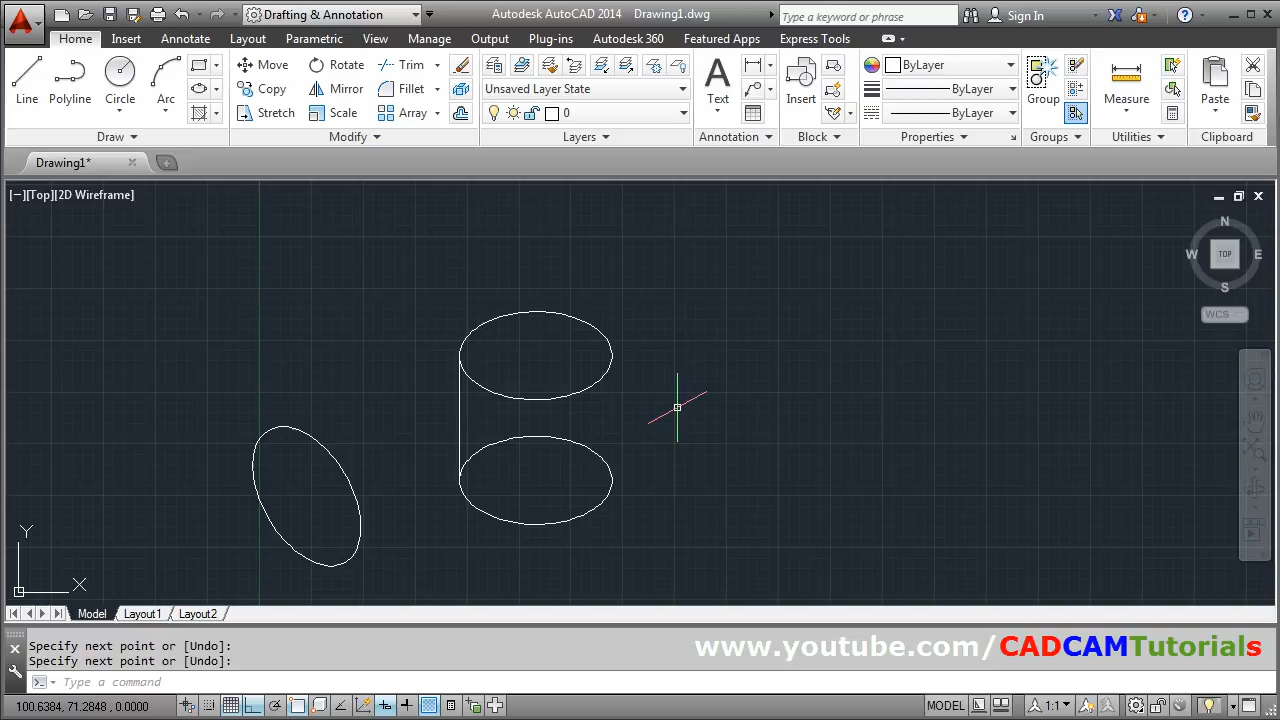 Drafting & Annotation
Autodesk AutoCAD 2014 Drawing1.dwg
Type a keyword or phrase
Sign In
Home Insert Annotate Layout Parametric View Manage Output Plug-ins Autodesk 360 Featured Apps Express Tools
Line Polyline Circle Arc
Move Rotate Trim
Copy Mirror Fillet
Stretch Scale Array
Unsaved Layer State
0
Text
Insert
ByLayer
ByLayer
ByLayer
Group
Measure
Paste
Draw Modify Layers Annotation Block Properties Groups Utilities Clipboard
Drawing1*
[−][Top][2D Wireframe]
N
W TOP E
S
WCS
Y
X
Model Layout1 Layout2
Specify next point or [Undo]:
Specify next point or [Undo]:
www.youtube.com/CADCAMTutorials
Type a command
100.6384, 71.2848, 0.0000
MODEL
1:1